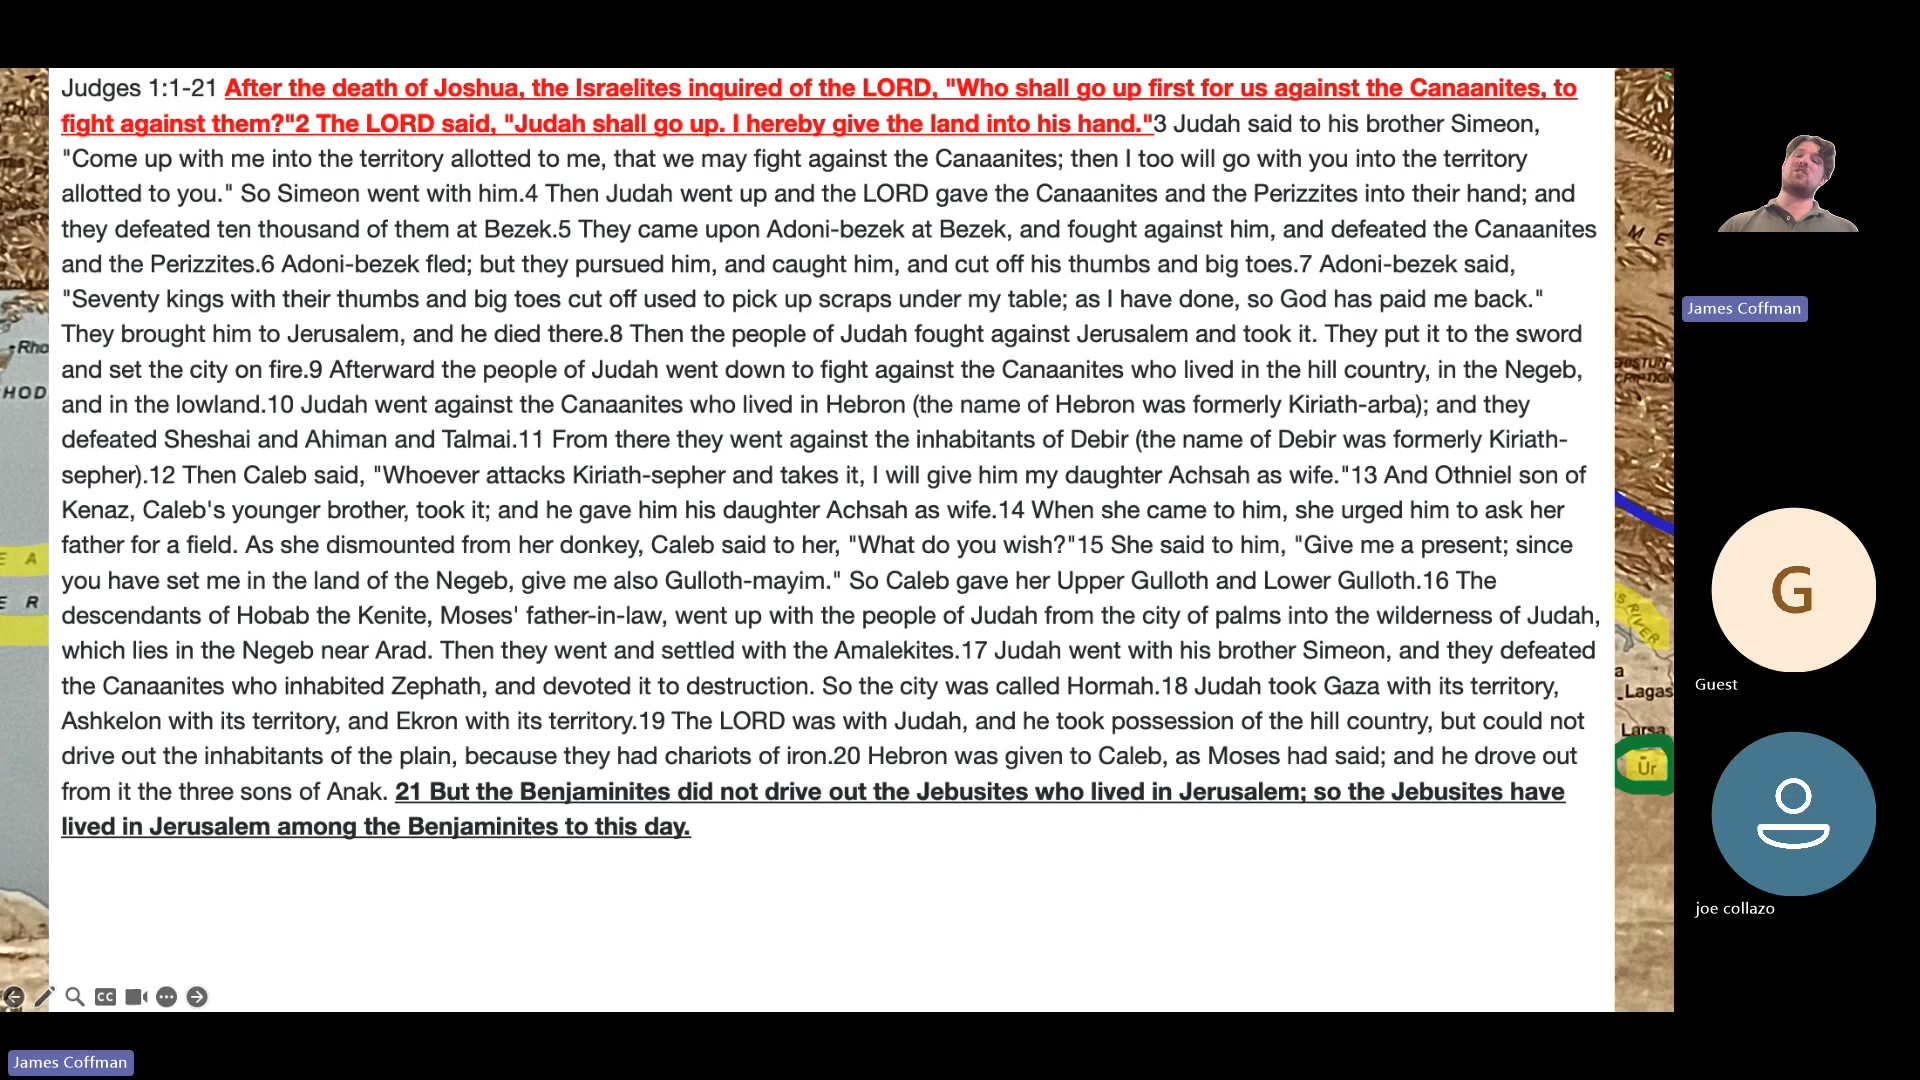 Judges 1:1-21 After the death of Joshua, the Israelites inquired of the LORD, "Who shall go up first for us against the Canaanites, to
fight against them?"2 The LORD said, "Judah shall go up. I hereby give the land into his hand."3 Judah said to his brother Simeon,
"Come up with me into the territory allotted to me, that we may fight against the Canaanites; then I too will go with you into the territory
allotted to you." So Simeon went with him.4 Then Judah went up and the LORD gave the Canaanites and the Perizzites into their hand; and
they defeated ten thousand of them at Bezek.5 They came upon Adoni-bezek at Bezek, and fought against him, and defeated the Canaanites
and the Perizzites.6 Adoni-bezek fled; but they pursued him, and caught him, and cut off his thumbs and big toes.7 Adoni-bezek said,
"Seventy kings with their thumbs and big toes cut off used to pick up scraps under my table; as I have done, so God has paid me back."
They brought him to Jerusalem, and he died there.8 Then the people of Judah fought against Jerusalem and took it. They put it to the sword
and set the city on fire.9 Afterward the people of Judah went down to fight against the Canaanites who lived in the hill country, in the Negeb,
and in the lowland.10 Judah went against the Canaanites who lived in Hebron (the name of Hebron was formerly Kiriath-arba); and they
defeated Sheshai and Ahiman and Talmai.11 From there they went against the inhabitants of Debir (the name of Debir was formerly Kiriath-
sepher).12 Then Caleb said, "Whoever attacks Kiriath-sepher and takes it, I will give him my daughter Achsah as wife."13 And Othniel son of
Kenaz, Caleb's younger brother, took it; and he gave him his daughter Achsah as wife.14 When she came to him, she urged him to ask her
father for a field. As she dismounted from her donkey, Caleb said to her, "What do you wish?"15 She said to him, "Give me a present; since
you have set me in the land of the Negeb, give me also Gulloth-mayim." So Caleb gave her Upper Gulloth and Lower Gulloth.16 The
descendants of Hobab the Kenite, Moses' father-in-law, went up with the people of Judah from the city of palms into the wilderness of Judah,
which lies in the Negeb near Arad. Then they went and settled with the Amalekites.17 Judah went with his brother Simeon, and they defeated
the Canaanites who inhabited Zephath, and devoted it to destruction. So the city was called Hormah.18 Judah took Gaza with its territory,
Ashkelon with its territory, and Ekron with its territory.19 The LORD was with Judah, and he took possession of the hill country, but could not
drive out the inhabitants of the plain, because they had chariots of iron.20 Hebron was given to Caleb, as Moses had said; and he drove out
from it the three sons of Anak. 21 But the Benjaminites did not drive out the Jebusites who lived in Jerusalem; so the Jebusites have
lived in Jerusalem among the Benjaminites to this day.
Rho
HOD
E A
E R
M E
RIVER
Lagas
Larsa
Ur
CC
James Coffman
G
Guest
joe collazo
James Coffman